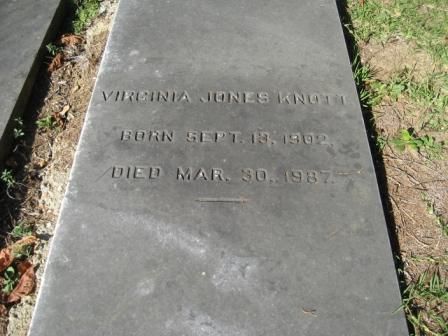 VIRGINIA JONES KNOTT
BORN SEPT. 13, 1902.
DIED MAR. 30, 1987.